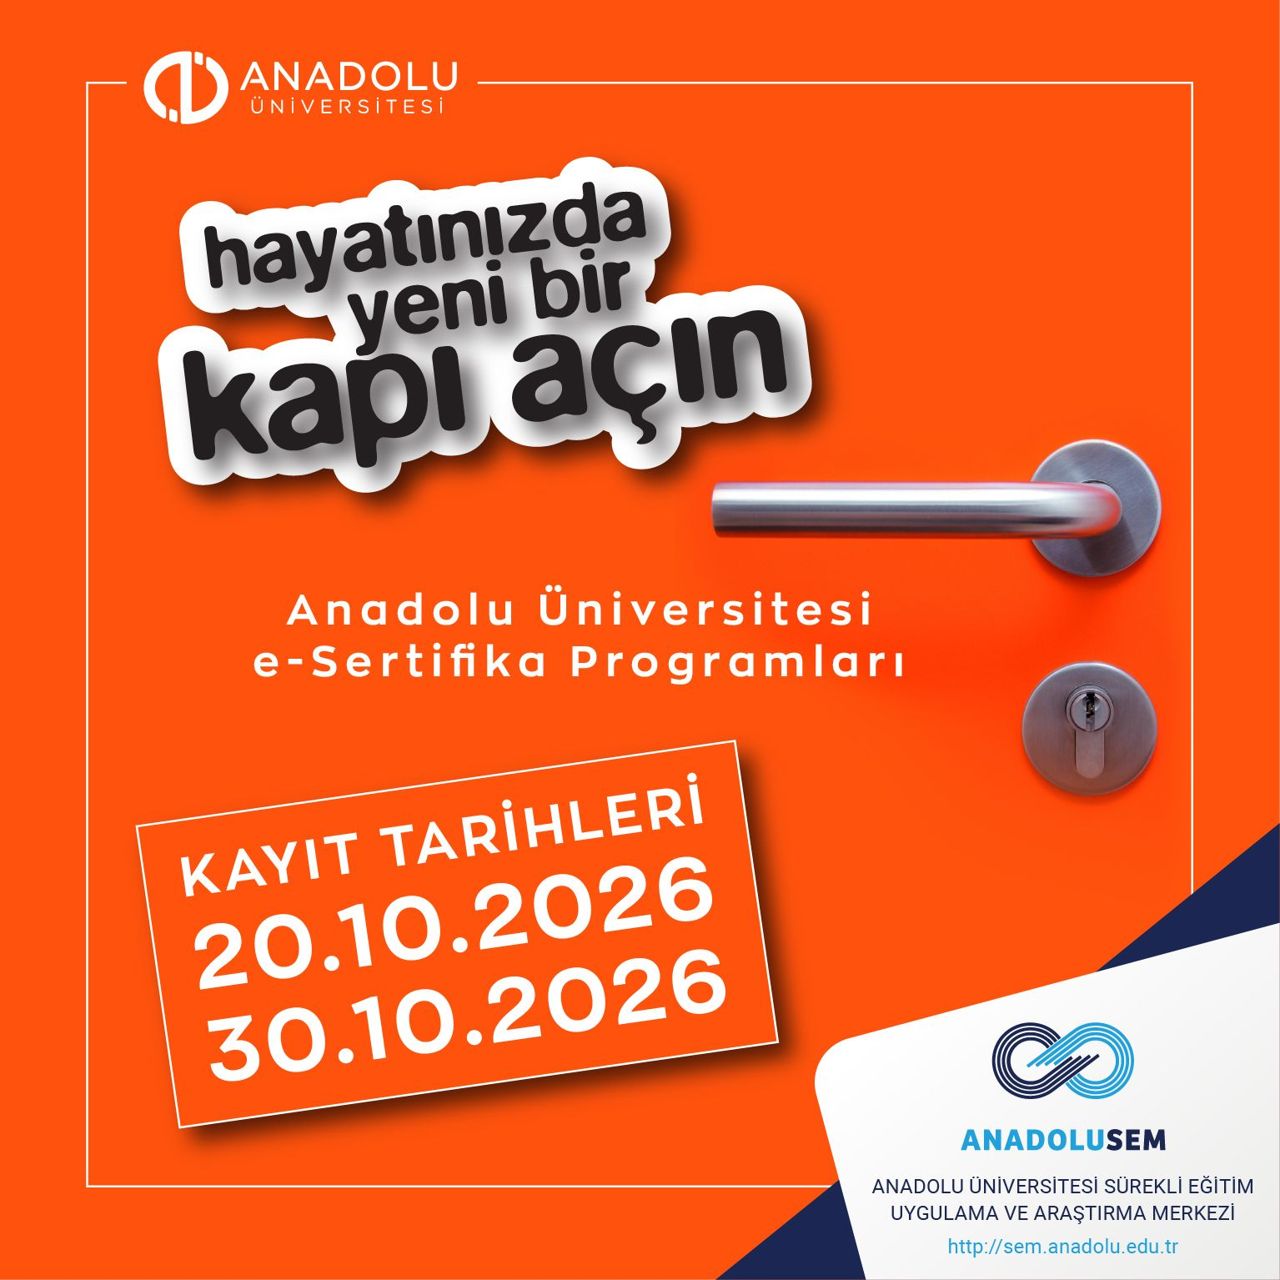 ANADOLU
ÜNİVERSİTESİ
hayatınızda
yeni bir
kapı açın
Anadolu Üniversitesi
e-Sertifika Programları
KAYIT TARİHLERİ
20.10.2026
30.10.2026
ANADOLUSEM
ANADOLU ÜNİVERSİTESİ SÜREKLİ EĞİTİM
UYGULAMA VE ARAŞTIRMA MERKEZİ
http://sem.anadolu.edu.tr